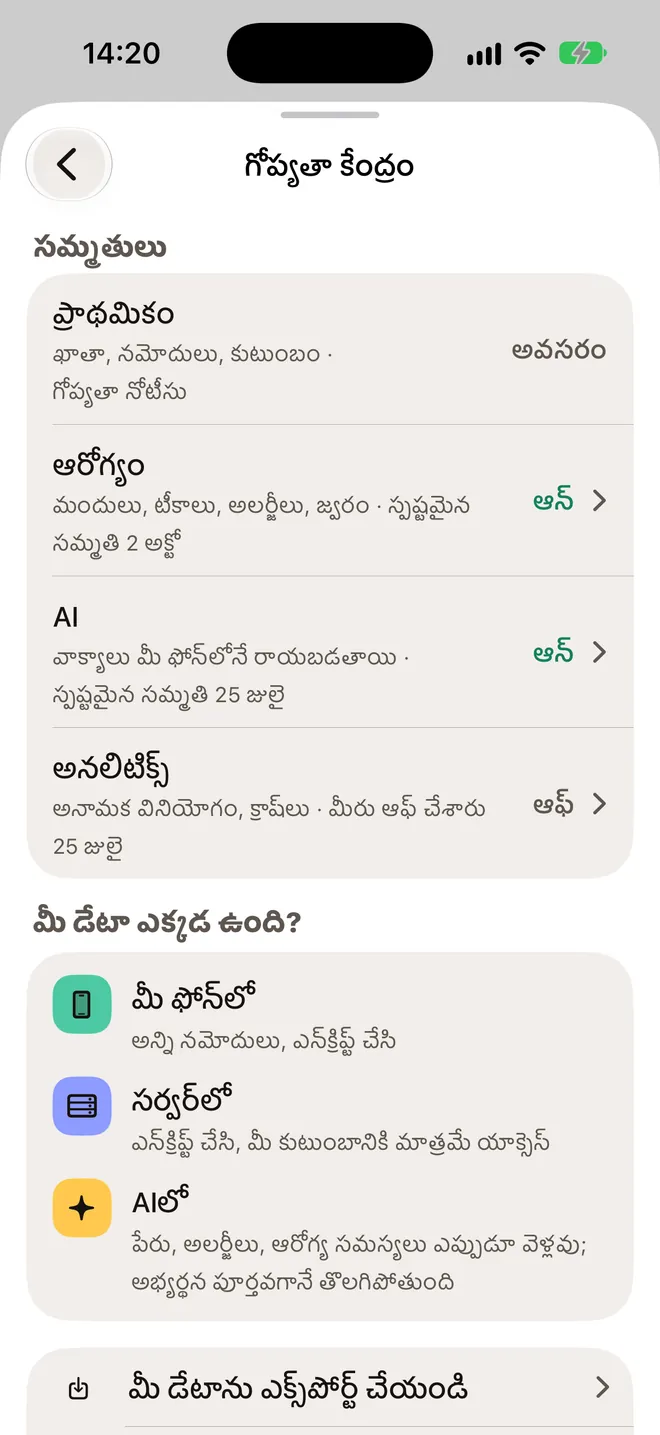 14:20
గోప్యతా కేంద్రం
సమ్మతులు
ప్రాథమికం
ఖాతా, నమోదులు, కుటుంబం ·
గోప్యతా నోటీసు
అవసరం
ఆరోగ్యం
మందులు, టీకాలు, అలర్జీలు, జ్వరం · స్పష్టమైన
సమ్మతి 2 అక్టో
ఆన్
AI
వాక్యాలు మీ ఫోన్‌లోనే రాయబడతాయి ·
స్పష్టమైన సమ్మతి 25 జులై
ఆన్
అనలిటిక్స్
అనామక వినియోగం, క్రాష్‌లు · మీరు ఆఫ్ చేశారు
25 జులై
ఆఫ్
మీ డేటా ఎక్కడ ఉంది?
మీ ఫోన్‌లో
అన్ని నమోదులు, ఎన్‌క్రిప్ట్ చేసి
సర్వర్‌లో
ఎన్‌క్రిప్ట్ చేసి, మీ కుటుంబానికి మాత్రమే యాక్సెస్
AIలో
పేరు, అలర్జీలు, ఆరోగ్య సమస్యలు ఎప్పుడూ వెళ్లవు;
అభ్యర్థన పూర్తవగానే తొలగిపోతుంది
మీ డేటాను ఎక్స్‌పోర్ట్ చేయండి